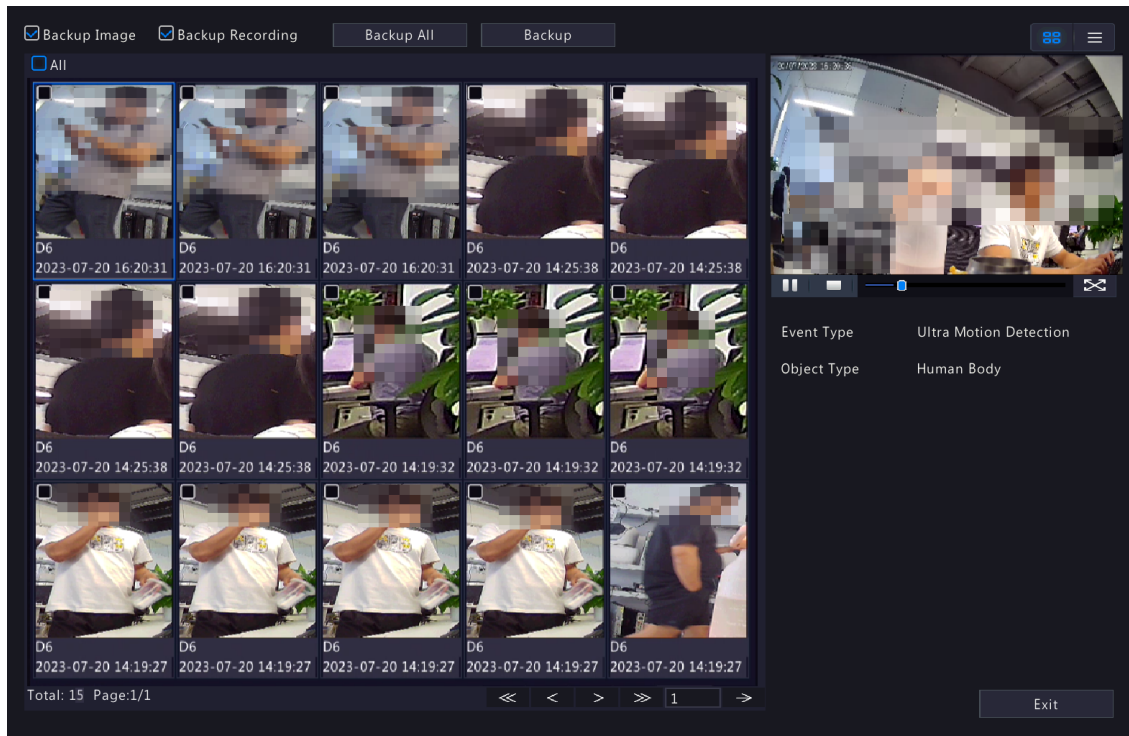 Backup Image Backup Recording Backup All Backup
All
D6 D6 D6 D6 D6
2023-07-20 16:20:31 2023-07-20 16:20:31 2023-07-20 16:20:31 2023-07-20 14:25:38 2023-07-20 14:25:38
D6 D6 D6 D6 D6
2023-07-20 14:25:38 2023-07-20 14:25:38 2023-07-20 14:19:32 2023-07-20 14:19:32 2023-07-20 14:19:32
D6 D6 D6 D6 D6
2023-07-20 14:19:27 2023-07-20 14:19:27 2023-07-20 14:19:27 2023-07-20 14:19:27 2023-07-20 14:19:27
Total: 15 Page:1/1
1
Event Type Ultra Motion Detection
Object Type Human Body
Exit